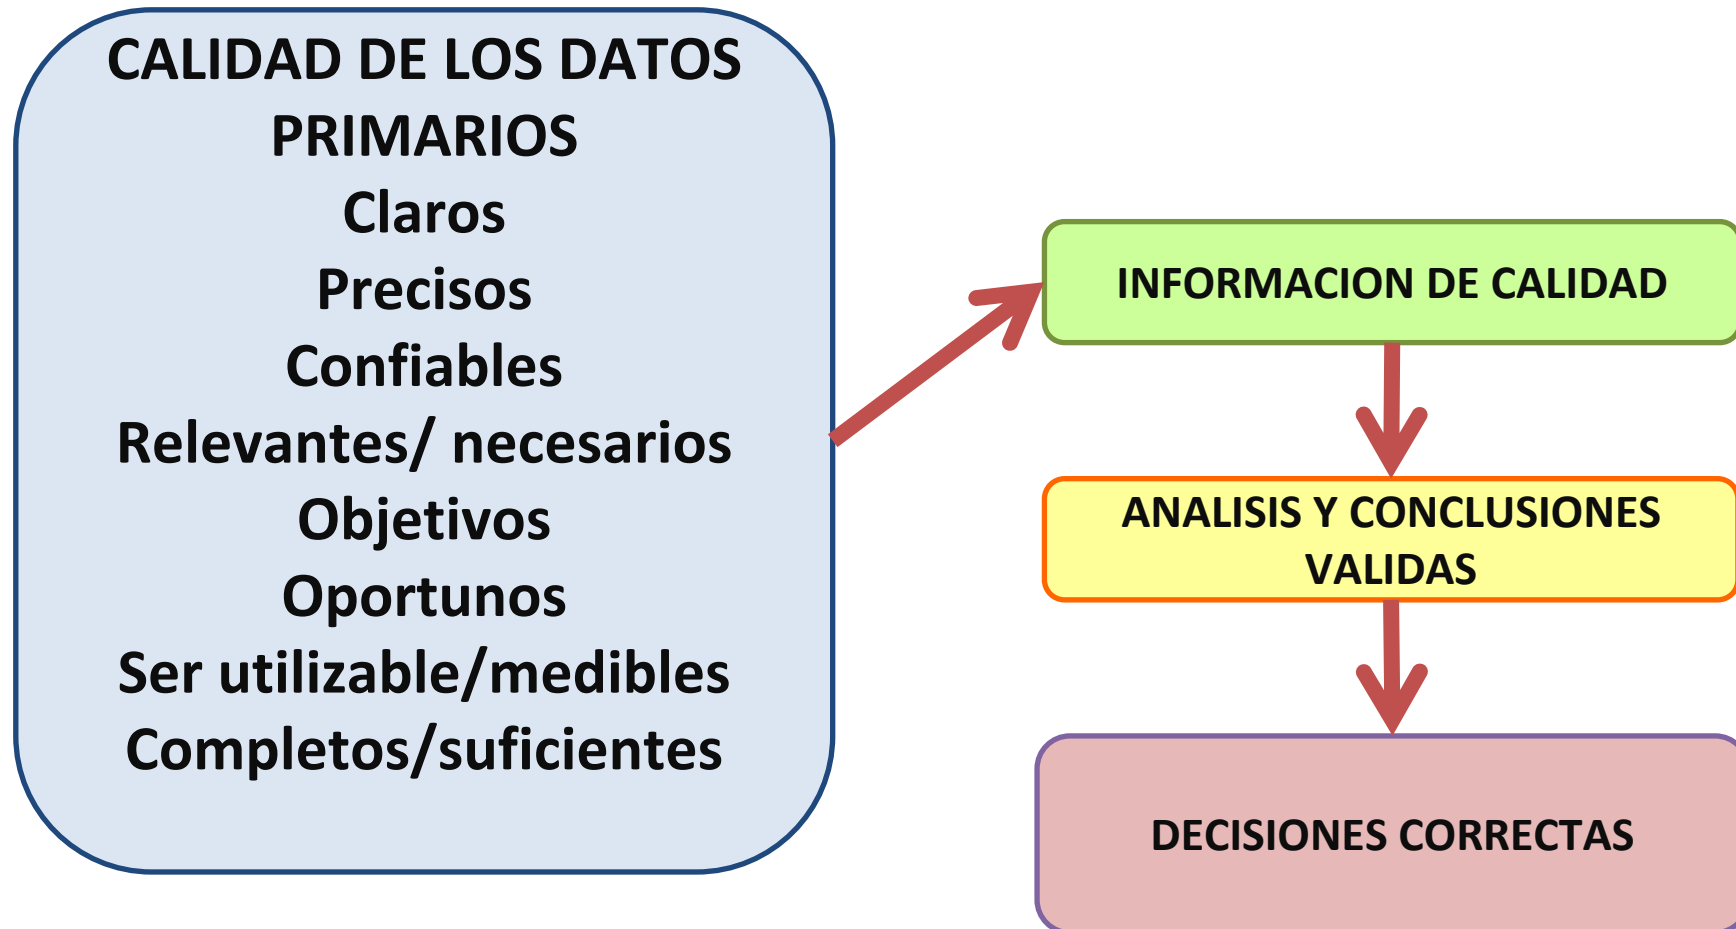 CALIDAD DE LOS DATOS
PRIMARIOS
Claros
Precisos
Confiables
Relevantes/ necesarios
Objetivos
Oportunos
Ser utilizable/medibles
Completos/suficientes
INFORMACION DE CALIDAD
ANALISIS Y CONCLUSIONES
VALIDAS
DECISIONES CORRECTAS